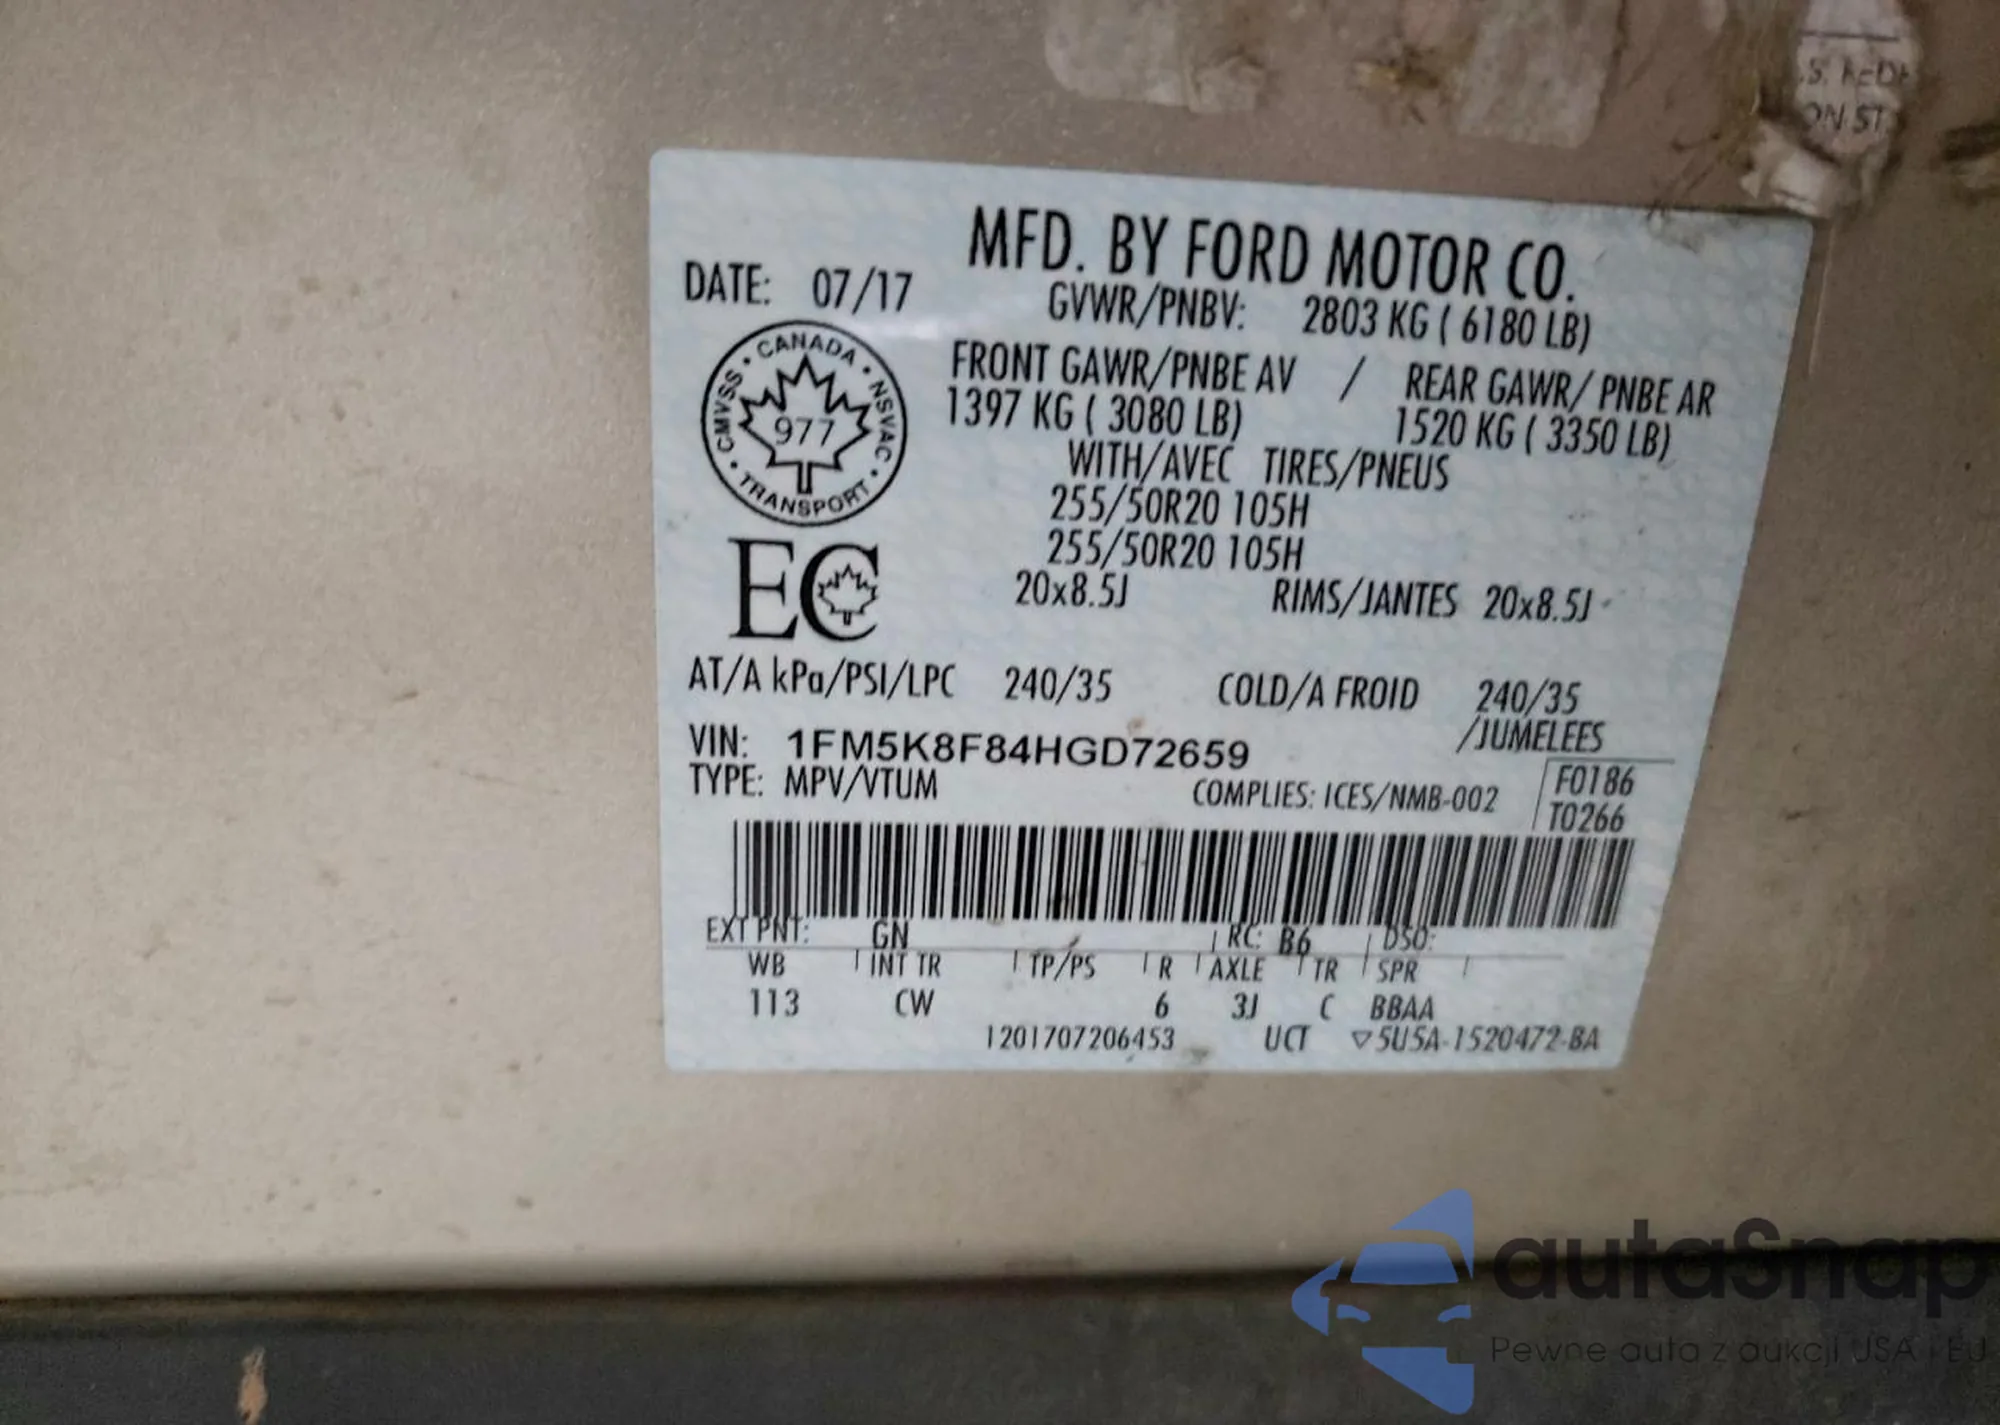 .S. FEDE
ON ST
MFD. BY FORD MOTOR CO.
DATE: 07/17
GVWR/PNBV: 2803 KG ( 6180 LB)
FRONT GAWR/PNBE AV / REAR GAWR/ PNBE AR
1397 KG ( 3080 LB) 1520 KG ( 3350 LB)
WITH/AVEC TIRES/PNEUS
255/50R20 105H
255/50R20 105H
20x8.5J RIMS/JANTES 20x8.5J
CANADA · NSVAC · TRANSPORT · CMVSS ·
977
EC
AT/A kPa/PSI/LPC 240/35 COLD/A FROID 240/35
/JUMELEES
VIN: 1FM5K8F84HGD72659
TYPE: MPV/VTUM COMPLIES: ICES/NMB-002
F0186
T0266
EXT PNT: GN RC: B6 DSO:
WB INT TR TP/PS R AXLE TR SPR
113 CW 6 3J C BBAA
1201707206453 UCT ▽5U5A-1520472-BA
autaSnap
Pewne auta z aukcji USA i EU